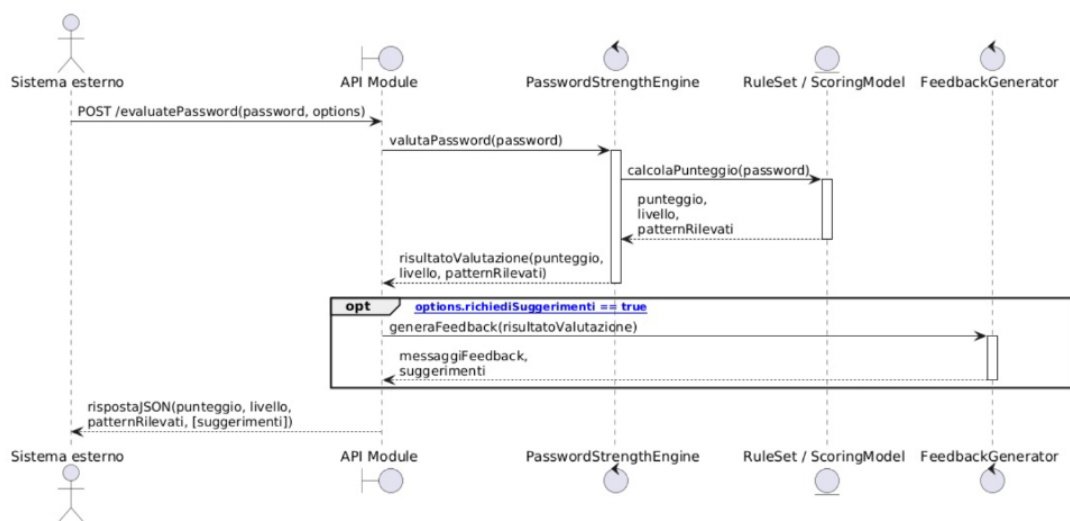 Sistema esterno
API Module
PasswordStrengthEngine
RuleSet / ScoringModel
FeedbackGenerator
POST /evaluatePassword(password, options)
valutaPassword(password)
calcolaPunteggio(password)
punteggio,
livello,
patternRilevati
risultatoValutazione(punteggio,
livello, patternRilevati)
opt
options.richiediSuggerimenti == true
generaFeedback(risultatoValutazione)
messaggiFeedback,
suggerimenti
rispostaJSON(punteggio, livello,
patternRilevati, [suggerimenti])
Sistema esterno
API Module
PasswordStrengthEngine
RuleSet / ScoringModel
FeedbackGenerator